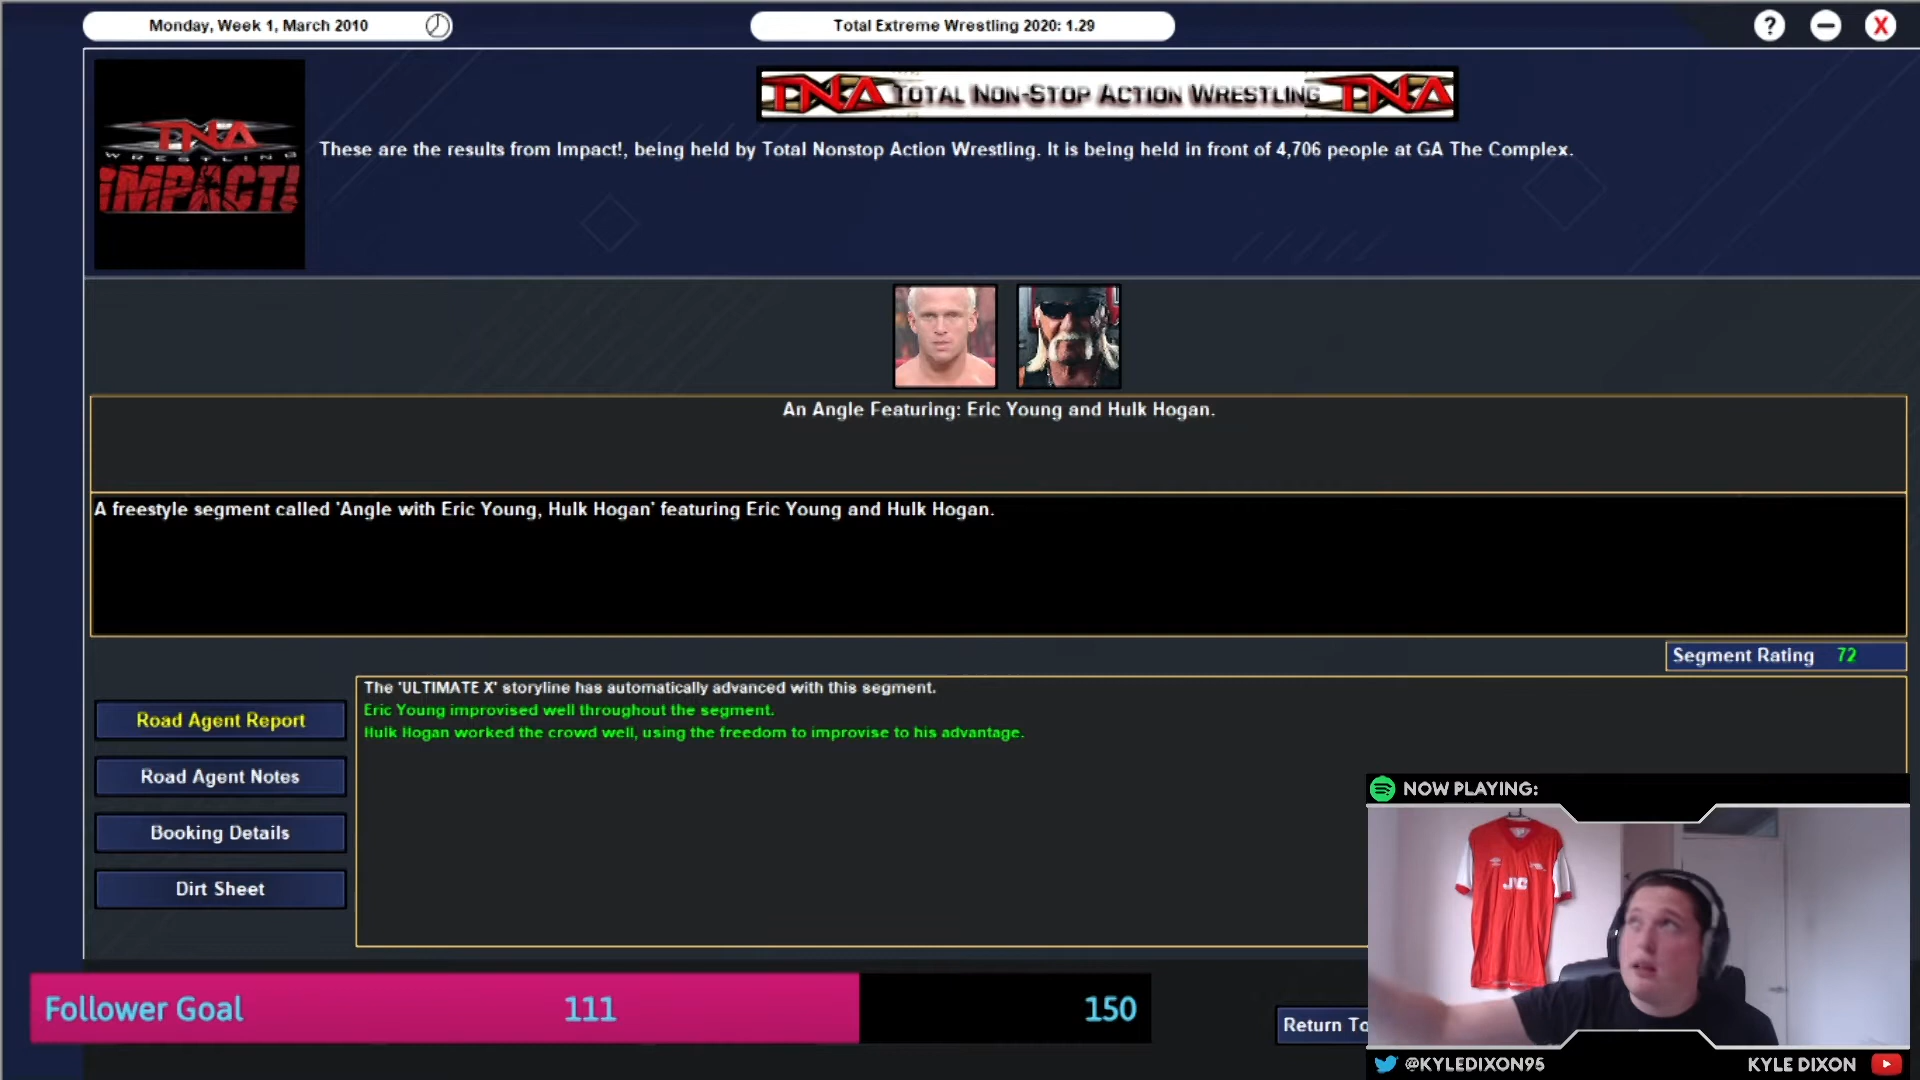 Monday, Week 1, March 2010
Total Extreme Wrestling 2020: 1.29
?
X
TNA TOTAL NON-STOP ACTION WRESTLING TNA
TNA
WRESTLING
iMPACT!
These are the results from Impact!, being held by Total Nonstop Action Wrestling. It is being held in front of 4,706 people at GA The Complex.
An Angle Featuring: Eric Young and Hulk Hogan.
A freestyle segment called 'Angle with Eric Young, Hulk Hogan' featuring Eric Young and Hulk Hogan.
Segment Rating 72
Road Agent Report
Road Agent Notes
Booking Details
Dirt Sheet
The 'ULTIMATE X' storyline has automatically advanced with this segment.
Eric Young improvised well throughout the segment.
Hulk Hogan worked the crowd well, using the freedom to improvise to his advantage.
NOW PLAYING:
JVC
Follower Goal 111 150
Return To
@KYLEDIXON95
KYLE DIXON